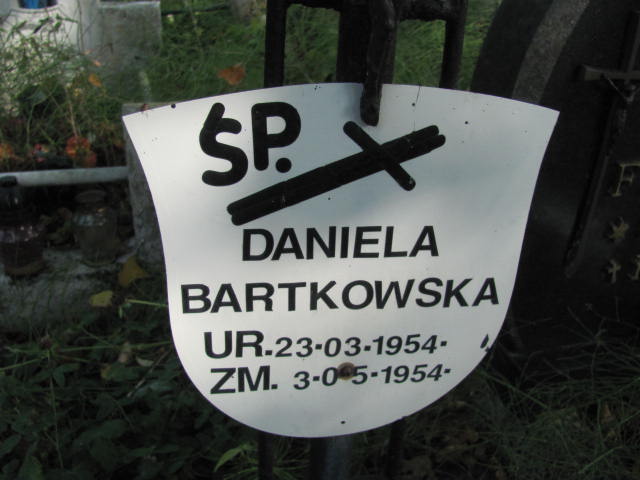 ŚP.
DANIELA
BARTKOWSKA
UR.23-03-1954-
ZM. 3-05-1954-